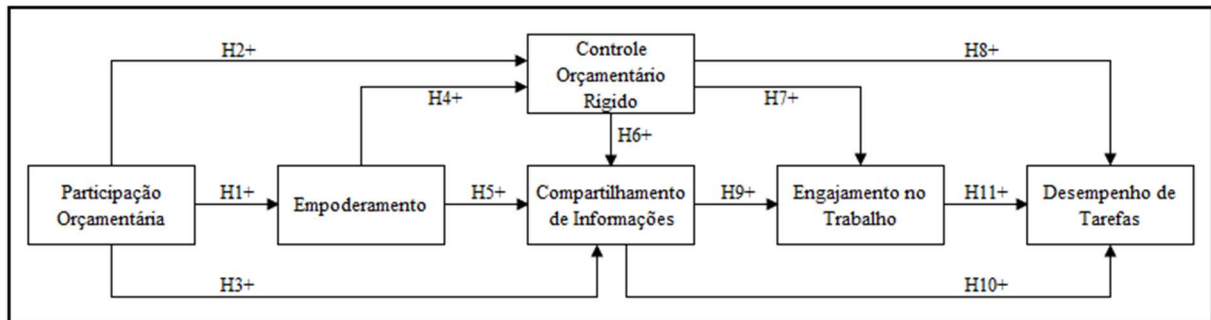 H2+
Controle
Orçamentário
Rígido
H8+
H4+
H7+
H6+
Participação
Orçamentária
H1+
Empoderamento
H5+
Compartilhamento
de Informações
H9+
Engajamento no
Trabalho
H11+
Desempenho de
Tarefas
H3+
H10+